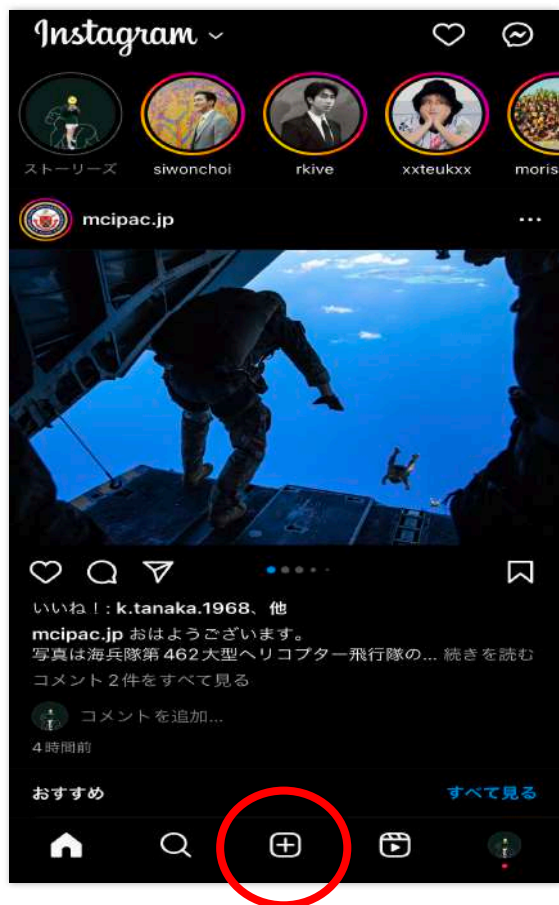 Instagram
ストーリーズ siwonchoi rkive xxteukxx moris
mcipac.jp
いいね！: k.tanaka.1968、他
mcipac.jp おはようございます。
写真は海兵隊第462大型ヘリコプター飛行隊の... 続きを読む
コメント2件をすべて見る
コメントを追加...
4時間前
おすすめ すべて見る